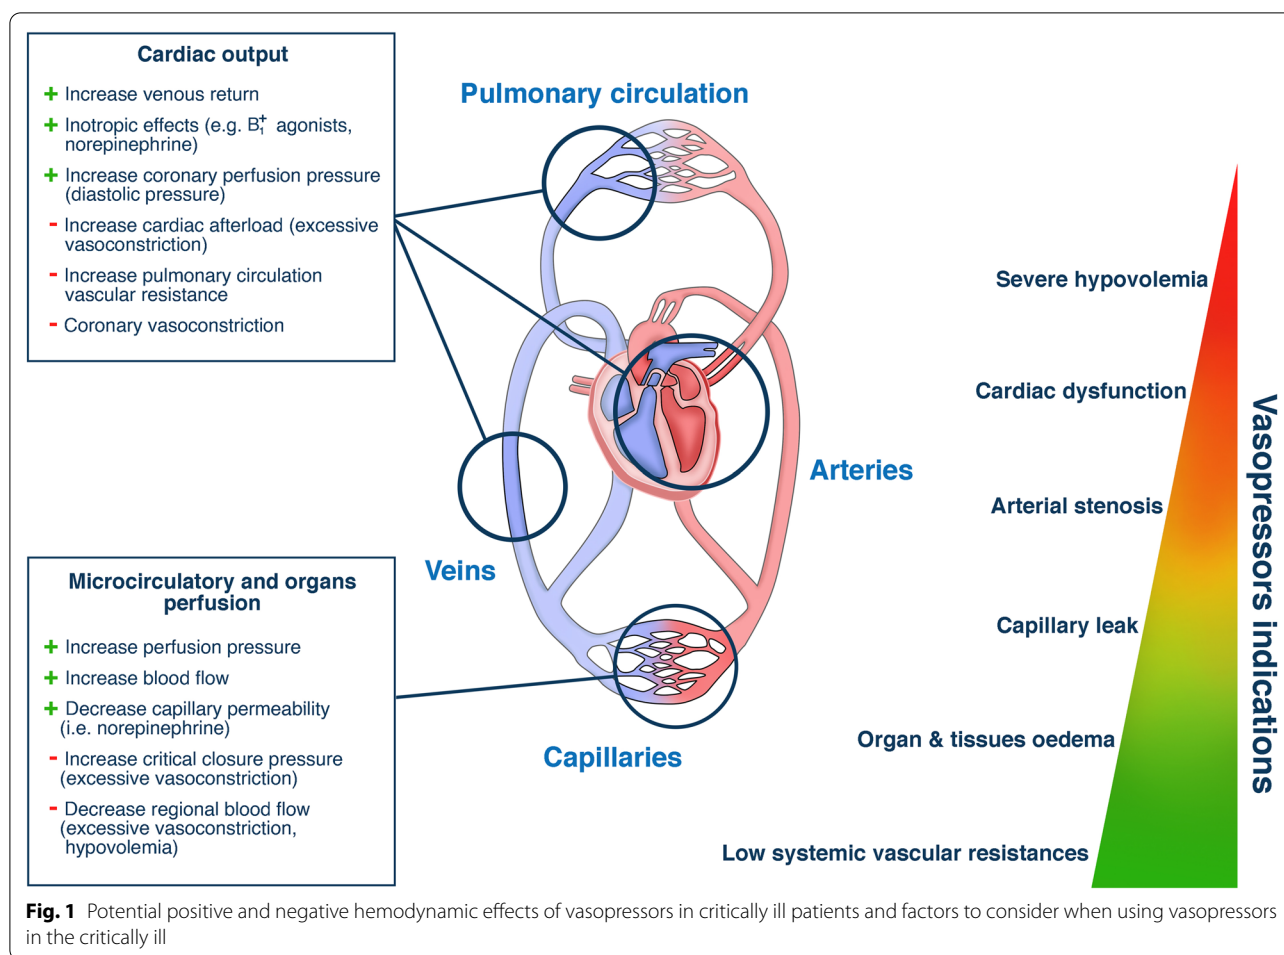 Cardiac output
+ Increase venous return
+ Inotropic effects (e.g. B₁⁺ agonists,
norepinephrine)
+ Increase coronary perfusion pressure
(diastolic pressure)
- Increase cardiac afterload (excessive
vasoconstriction)
- Increase pulmonary circulation
vascular resistance
- Coronary vasoconstriction
Microcirculatory and organs
perfusion
+ Increase perfusion pressure
+ Increase blood flow
+ Decrease capillary permeability
(i.e. norepinephrine)
- Increase critical closure pressure
(excessive vasoconstriction)
- Decrease regional blood flow
(excessive vasoconstriction,
hypovolemia)
Pulmonary circulation
Arteries
Veins
Capillaries
Severe hypovolemia
Cardiac dysfunction
Arterial stenosis
Capillary leak
Organ & tissues oedema
Low systemic vascular resistances
Vasopressors indications
Fig. 1 Potential positive and negative hemodynamic effects of vasopressors in critically ill patients and factors to consider when using vasopressors
in the critically ill